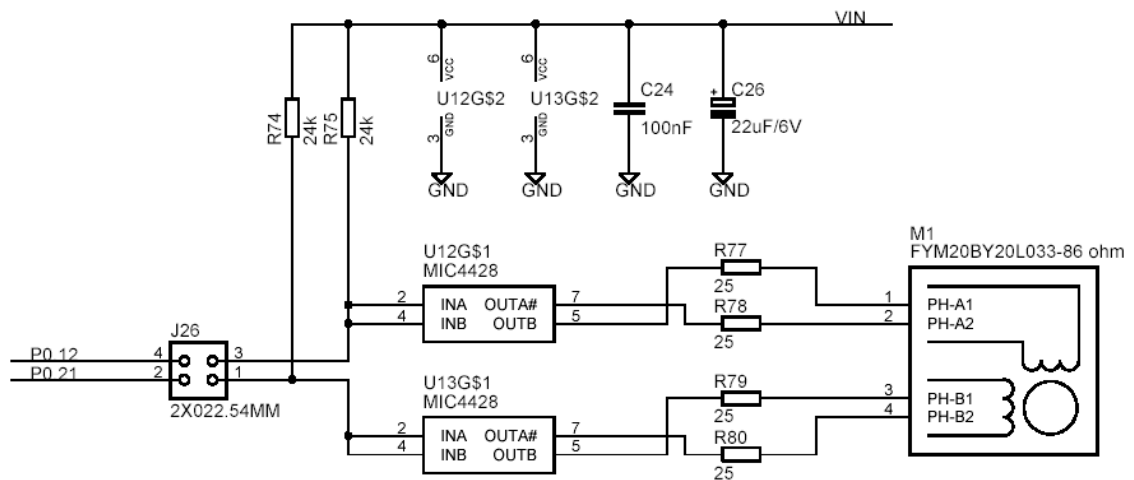 VIN
6
VCC
U12G$2
3
GND
GND
6
VCC
U13G$2
3
GND
GND
C24
100nF
GND
+
C26
22uF/6V
GND
R74
24k
R75
24k
U12G$1
MIC4428
2 INA OUTA# 7
4 INB OUTB 5
R77
25
R78
25
M1
FYM20BY20L033-86 ohm
1 PH-A1
2 PH-A2
3 PH-B1
4 PH-B2
J26
P0.12 4 3
P0.21 2 1
2X022.54MM
U13G$1
MIC4428
2 INA OUTA# 7
4 INB OUTB 5
R79
25
R80
25